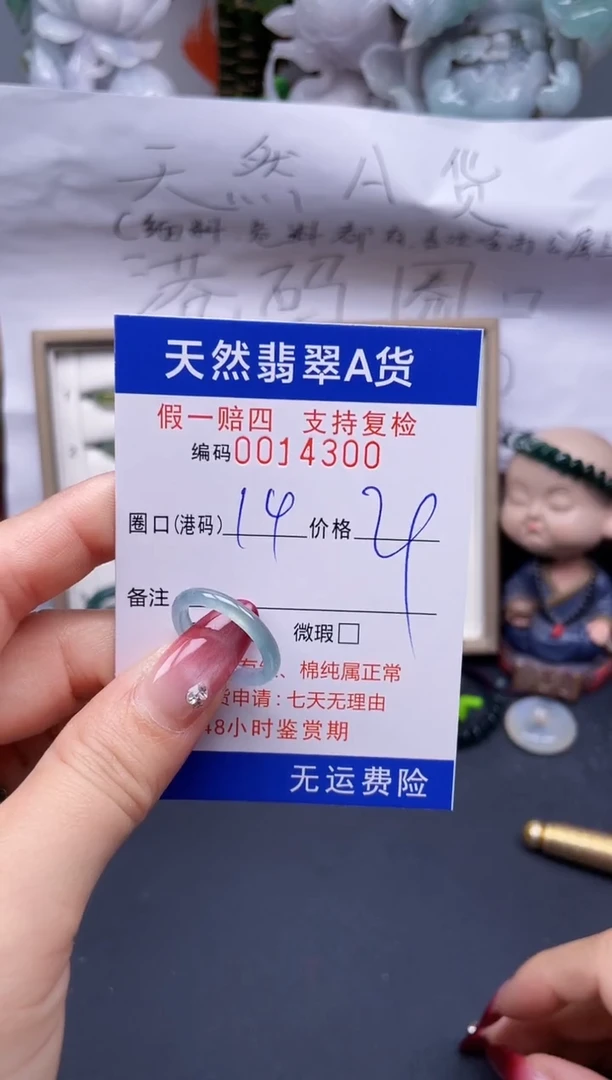 天然A货
港码圈口
天然翡翠A货
假一赔四 支持复检
编码0014300
圈口(港码)14 价格
备注
微瑕□
、棉纯属正常
货申请:七天无理由
48小时鉴赏期
无运费险